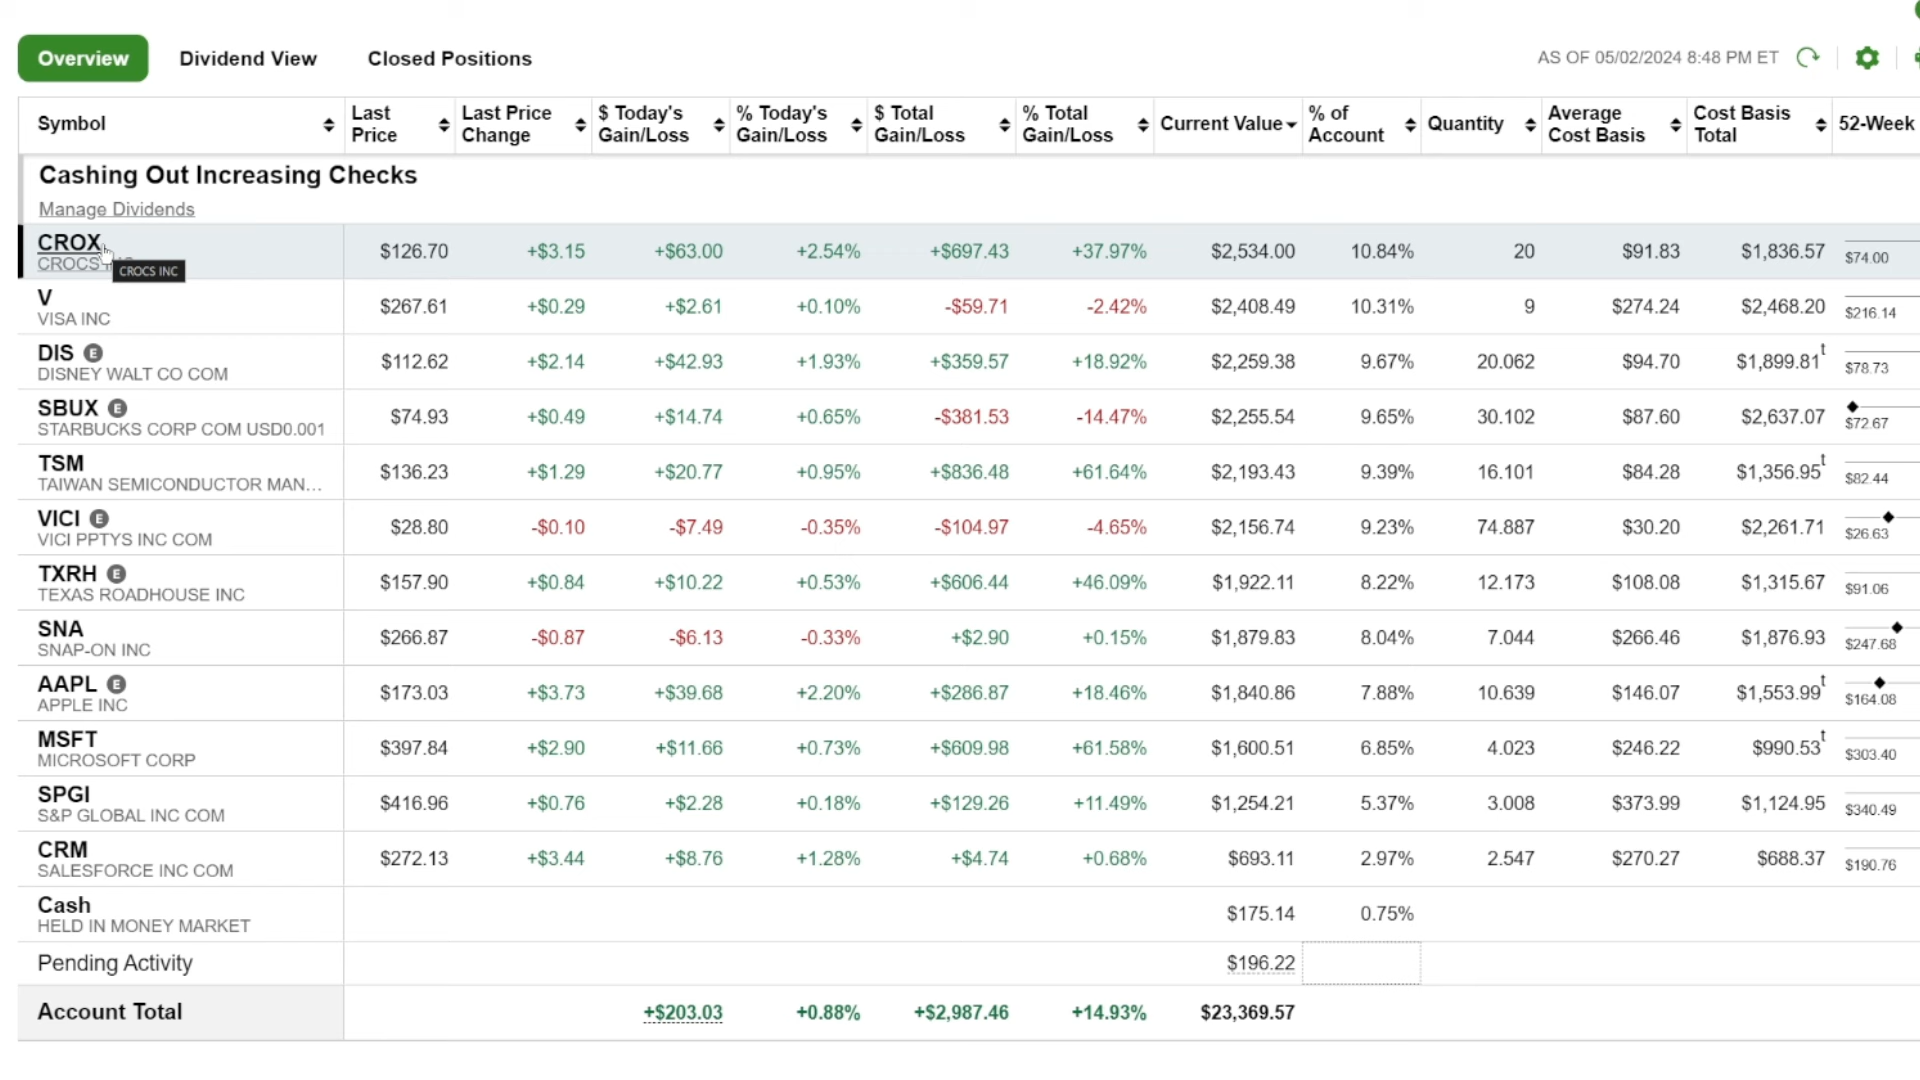 Overview Dividend View Closed Positions AS OF 05/02/2024 8:48 PM ET
Symbol Last Price Last Price Change $ Today's Gain/Loss % Today's Gain/Loss $ Total Gain/Loss % Total Gain/Loss Current Value % of Account Quantity Average Cost Basis Cost Basis Total 52-Week
Cashing Out Increasing Checks
Manage Dividends
CROX $126.70 +$3.15 +$63.00 +2.54% +$697.43 +37.97% $2,534.00 10.84% 20 $91.83 $1,836.57 $74.00
CROCS INC
CROCS INC
V $267.61 +$0.29 +$2.61 +0.10% -$59.71 -2.42% $2,408.49 10.31% 9 $274.24 $2,468.20 $216.14
VISA INC
DIS E $112.62 +$2.14 +$42.93 +1.93% +$359.57 +18.92% $2,259.38 9.67% 20.062 $94.70 $1,899.81t $78.73
DISNEY WALT CO COM
SBUX E $74.93 +$0.49 +$14.74 +0.65% -$381.53 -14.47% $2,255.54 9.65% 30.102 $87.60 $2,637.07 $72.67
STARBUCKS CORP COM USD0.001
TSM $136.23 +$1.29 +$20.77 +0.95% +$836.48 +61.64% $2,193.43 9.39% 16.101 $84.28 $1,356.95t $82.44
TAIWAN SEMICONDUCTOR MAN...
VICI E $28.80 -$0.10 -$7.49 -0.35% -$104.97 -4.65% $2,156.74 9.23% 74.887 $30.20 $2,261.71 $26.63
VICI PPTYS INC COM
TXRH E $157.90 +$0.84 +$10.22 +0.53% +$606.44 +46.09% $1,922.11 8.22% 12.173 $108.08 $1,315.67 $91.06
TEXAS ROADHOUSE INC
SNA $266.87 -$0.87 -$6.13 -0.33% +$2.90 +0.15% $1,879.83 8.04% 7.044 $266.46 $1,876.93 $247.68
SNAP-ON INC
AAPL E $173.03 +$3.73 +$39.68 +2.20% +$286.87 +18.46% $1,840.86 7.88% 10.639 $146.07 $1,553.99t $164.08
APPLE INC
MSFT $397.84 +$2.90 +$11.66 +0.73% +$609.98 +61.58% $1,600.51 6.85% 4.023 $246.22 $990.53t $303.40
MICROSOFT CORP
SPGI $416.96 +$0.76 +$2.28 +0.18% +$129.26 +11.49% $1,254.21 5.37% 3.008 $373.99 $1,124.95 $340.49
S&P GLOBAL INC COM
CRM $272.13 +$3.44 +$8.76 +1.28% +$4.74 +0.68% $693.11 2.97% 2.547 $270.27 $688.37 $190.76
SALESFORCE INC COM
Cash $175.14 0.75%
HELD IN MONEY MARKET
Pending Activity $196.22
Account Total +$203.03 +0.88% +$2,987.46 +14.93% $23,369.57